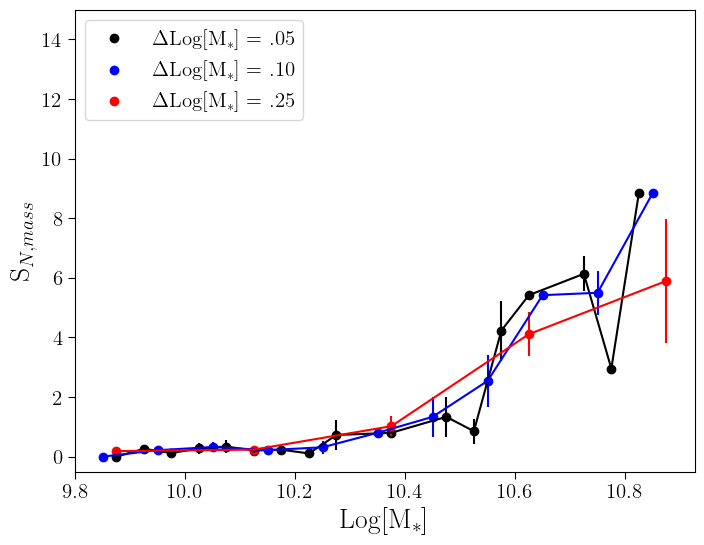 ΔLog[M*] = .05
ΔLog[M*] = .10
ΔLog[M*] = .25
14
12
10
8
6
4
2
0
S_{N,mass}
9.8 10.0 10.2 10.4 10.6 10.8
Log[M*]